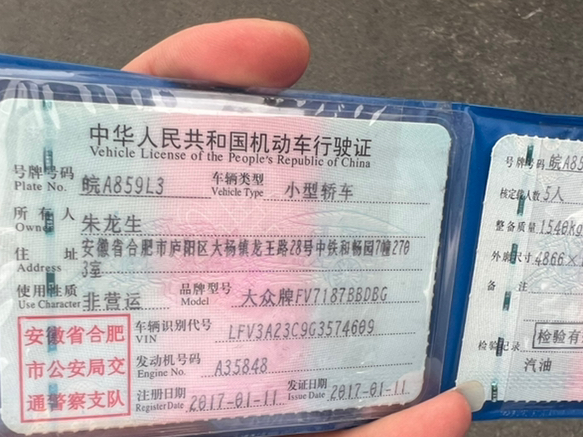 中华人民共和国机动车行驶证
Vehicle License of the People's Republic of China
号牌号码 皖A859L3 车辆类型 小型轿车
Plate No. Vehicle Type
所有人 朱龙生
Owner
住址 安徽省合肥市庐阳区大杨镇龙王路28号中铁和畅园7幢270
Address 3室
使用性质 非营运 品牌型号 大众牌FV7187BBDBG
Use Character Model
安徽省合肥
市公安局交
通警察支队
车辆识别代号 LFV3A23C9G3574609
VIN
发动机号码 A35848
Engine No.
注册日期 2017-01-11 发证日期 2017-01-11
Register Date Issue Date
号牌号码 皖A85
核定载人数 5人
整备质量 1540kg
外廓尺寸 4866×
备注
检验有
检验记录
汽油